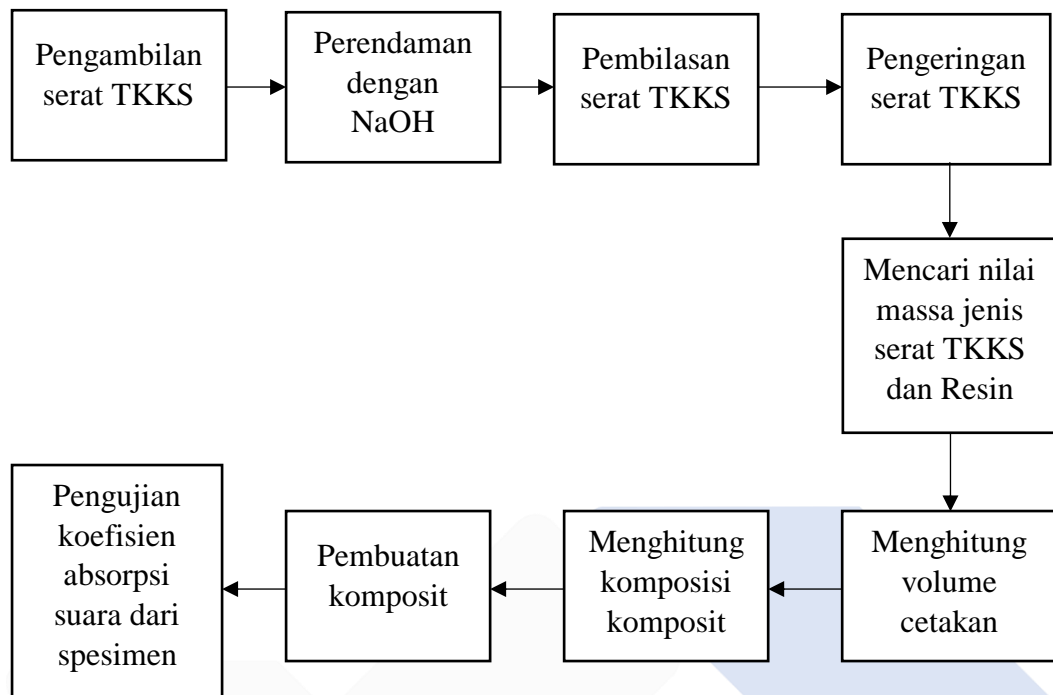 Pengambilan
serat TKKS
Perendaman
dengan
NaOH
Pembilasan
serat TKKS
Pengeringan
serat TKKS
Mencari nilai
massa jenis
serat TKKS
dan Resin
Menghitung
volume
cetakan
Menghitung
komposisi
komposit
Pembuatan
komposit
Pengujian
koefisien
absorpsi
suara dari
spesimen